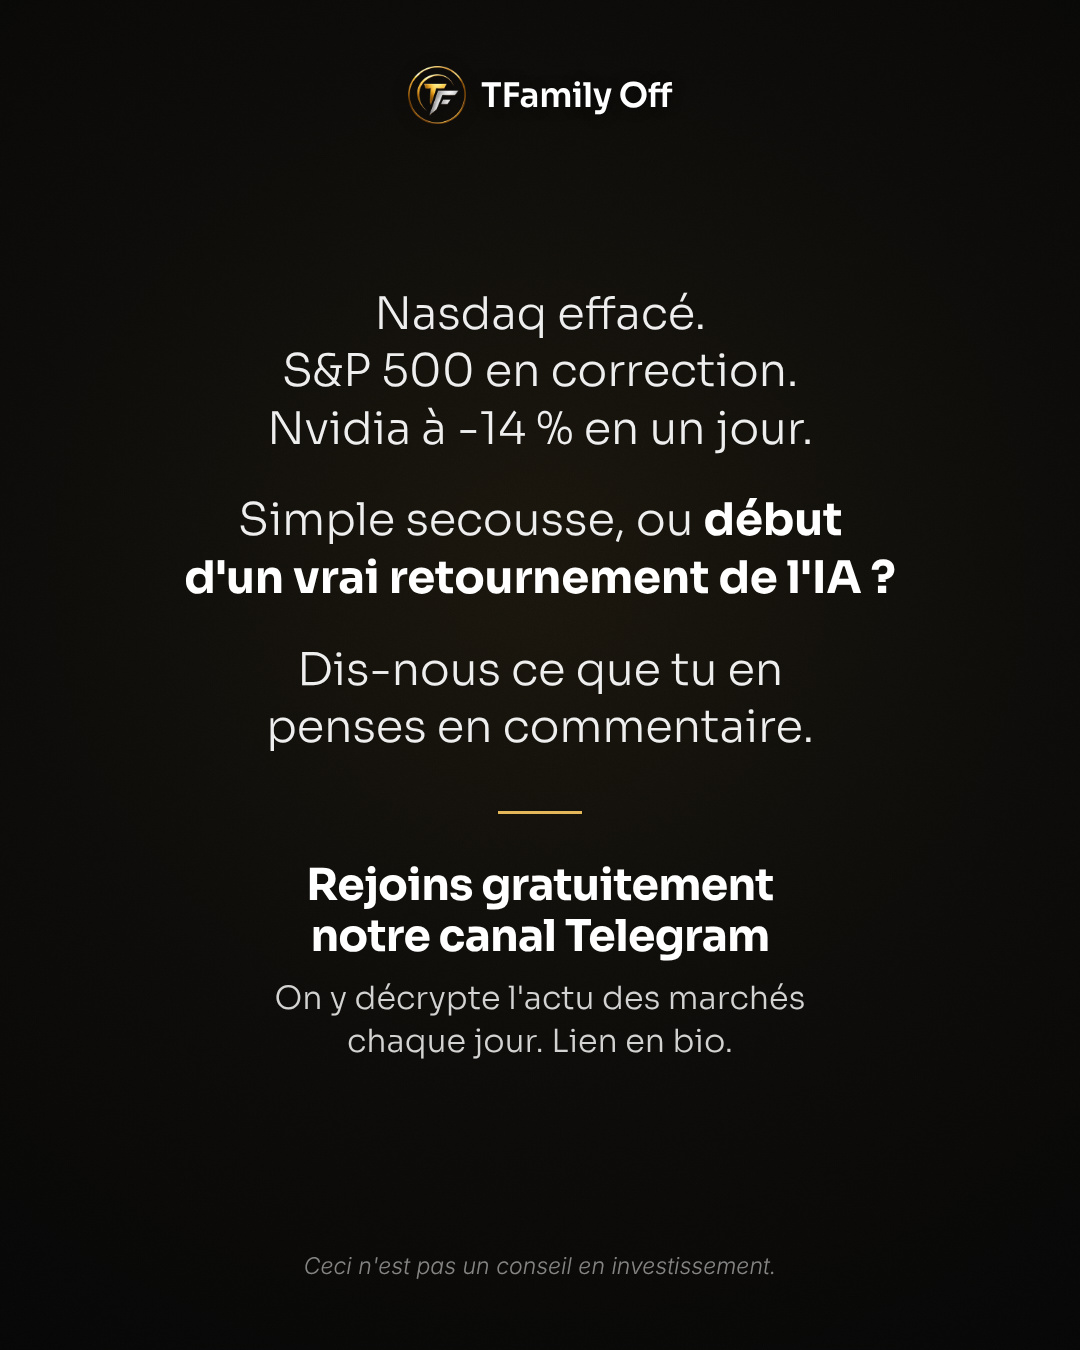 TFamily Off
Nasdaq effacé.
S&P 500 en correction.
Nvidia à -14 % en un jour.
Simple secousse, ou début
d'un vrai retournement de l'IA ?
Dis-nous ce que tu en
penses en commentaire.
Rejoins gratuitement
notre canal Telegram
On y décrypte l'actu des marchés
chaque jour. Lien en bio.
Ceci n'est pas un conseil en investissement.